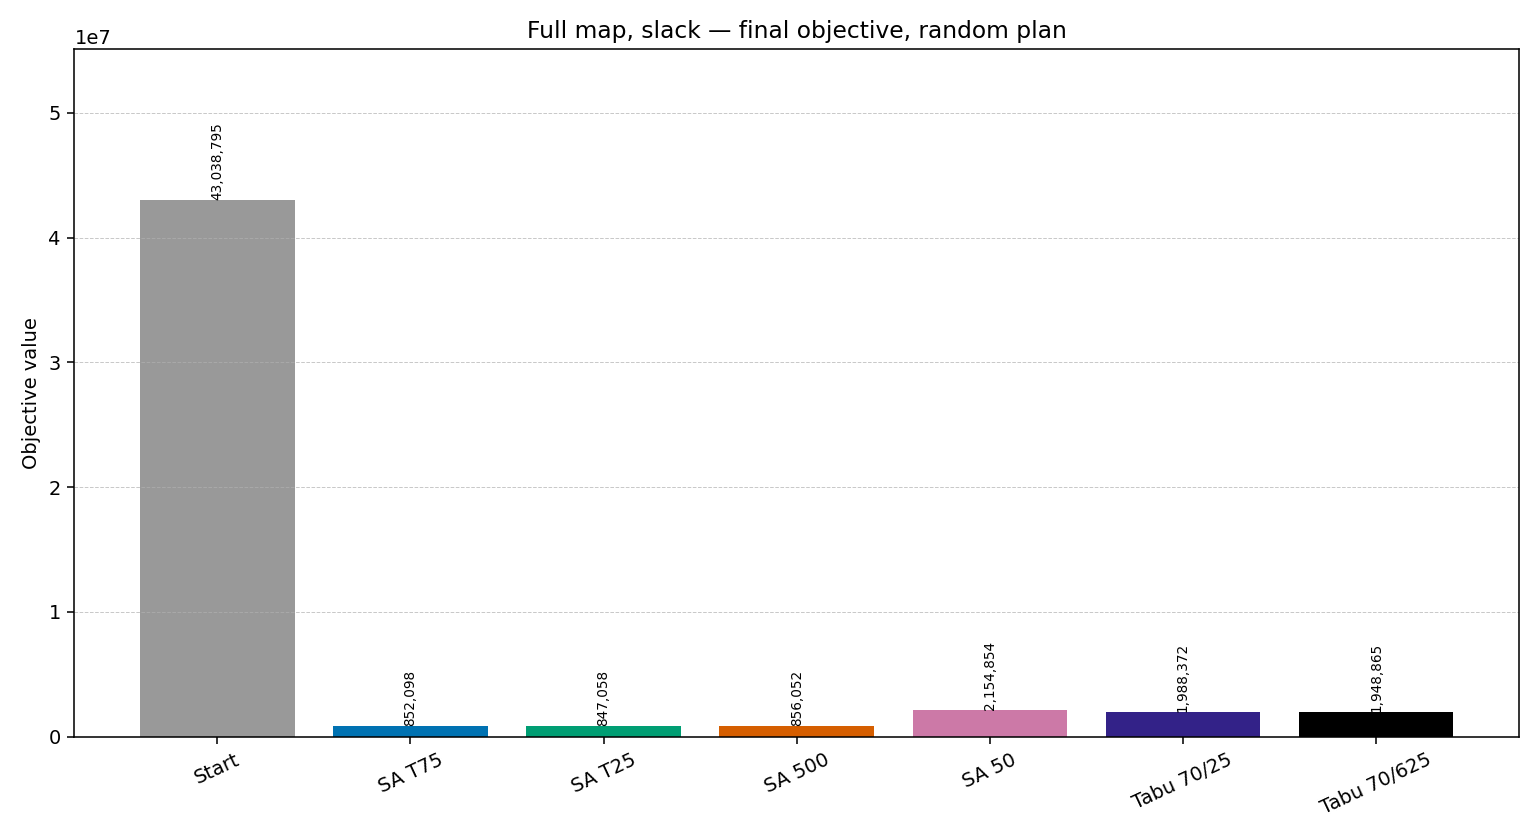 Full map, slack — final objective, random plan
1e7
Objective value
5
4
3
2
1
0
43,038,795
852,098
847,058
856,052
2,154,854
1,988,372
1,948,865
Start
SA T75
SA T25
SA 500
SA 50
Tabu 70/25
Tabu 70/625